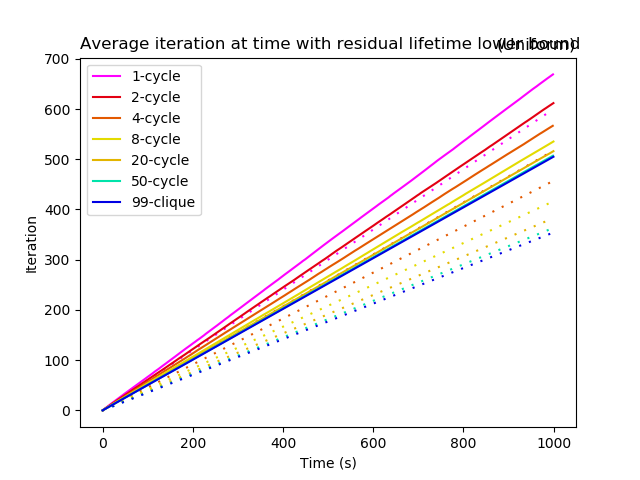 Average iteration at time with residual lifetime lower bound
(Uniform)
700
600
500
400
300
200
100
0
Iteration
1-cycle
2-cycle
4-cycle
8-cycle
20-cycle
50-cycle
99-clique
0 200 400 600 800 1000
Time (s)